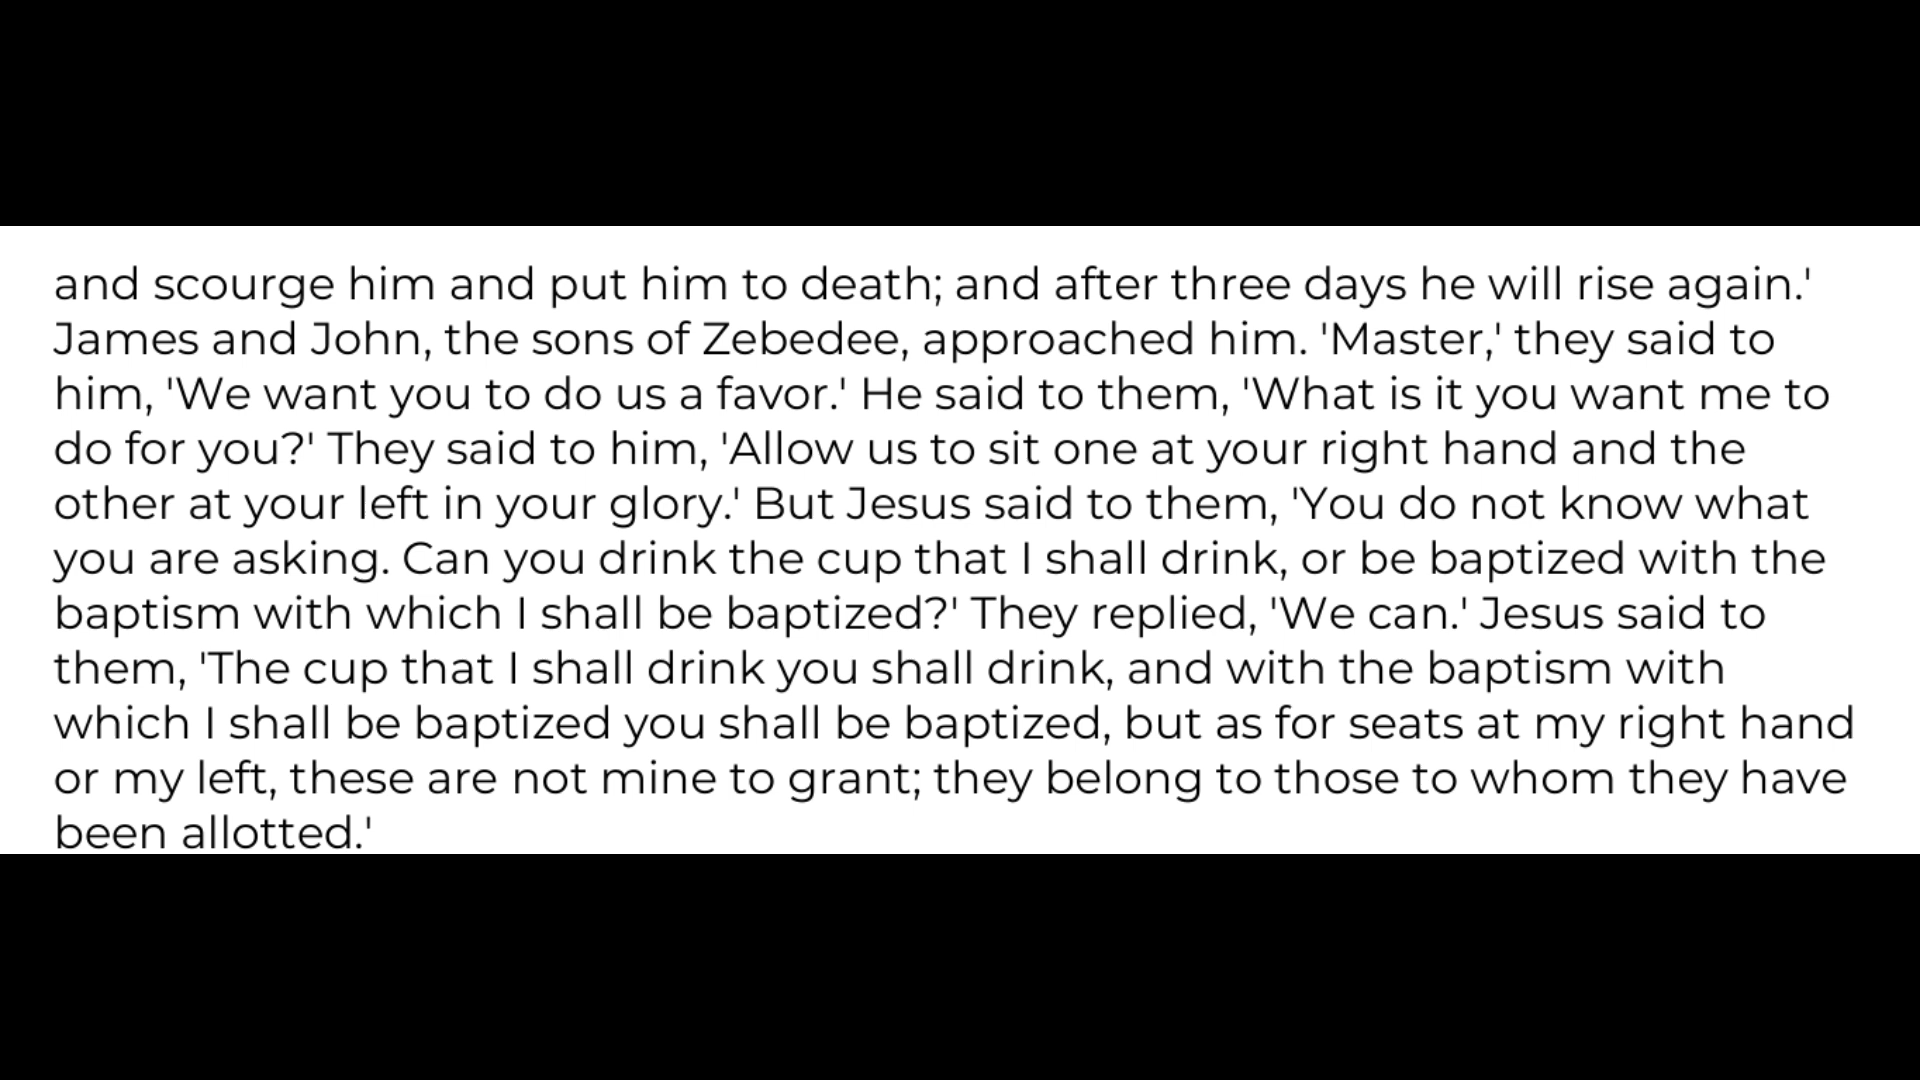 and scourge him and put him to death; and after three days he will rise again.'
James and John, the sons of Zebedee, approached him. 'Master,' they said to
him, 'We want you to do us a favor.' He said to them, 'What is it you want me to
do for you?' They said to him, 'Allow us to sit one at your right hand and the
other at your left in your glory.' But Jesus said to them, 'You do not know what
you are asking. Can you drink the cup that I shall drink, or be baptized with the
baptism with which I shall be baptized?' They replied, 'We can.' Jesus said to
them, 'The cup that I shall drink you shall drink, and with the baptism with
which I shall be baptized you shall be baptized, but as for seats at my right hand
or my left, these are not mine to grant; they belong to those to whom they have
been allotted.'